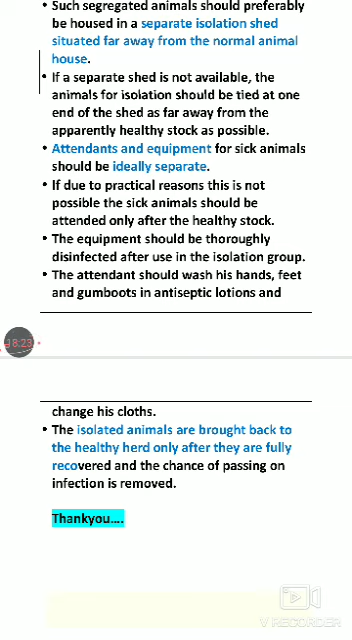 • Such segregated animals should preferably
be housed in a separate isolation shed
situated far away from the normal animal
house.
• If a separate shed is not available, the
animals for isolation should be tied at one
end of the shed as far away from the
apparently healthy stock as possible.
• Attendants and equipment for sick animals
should be ideally separate.
• If due to practical reasons this is not
possible the sick animals should be
attended only after the healthy stock.
• The equipment should be thoroughly
disinfected after use in the isolation group.
• The attendant should wash his hands, feet
and gumboots in antiseptic lotions and
18:23
change his cloths.
• The isolated animals are brought back to
the healthy herd only after they are fully
recovered and the chance of passing on
infection is removed.
Thankyou....
V RECORDER